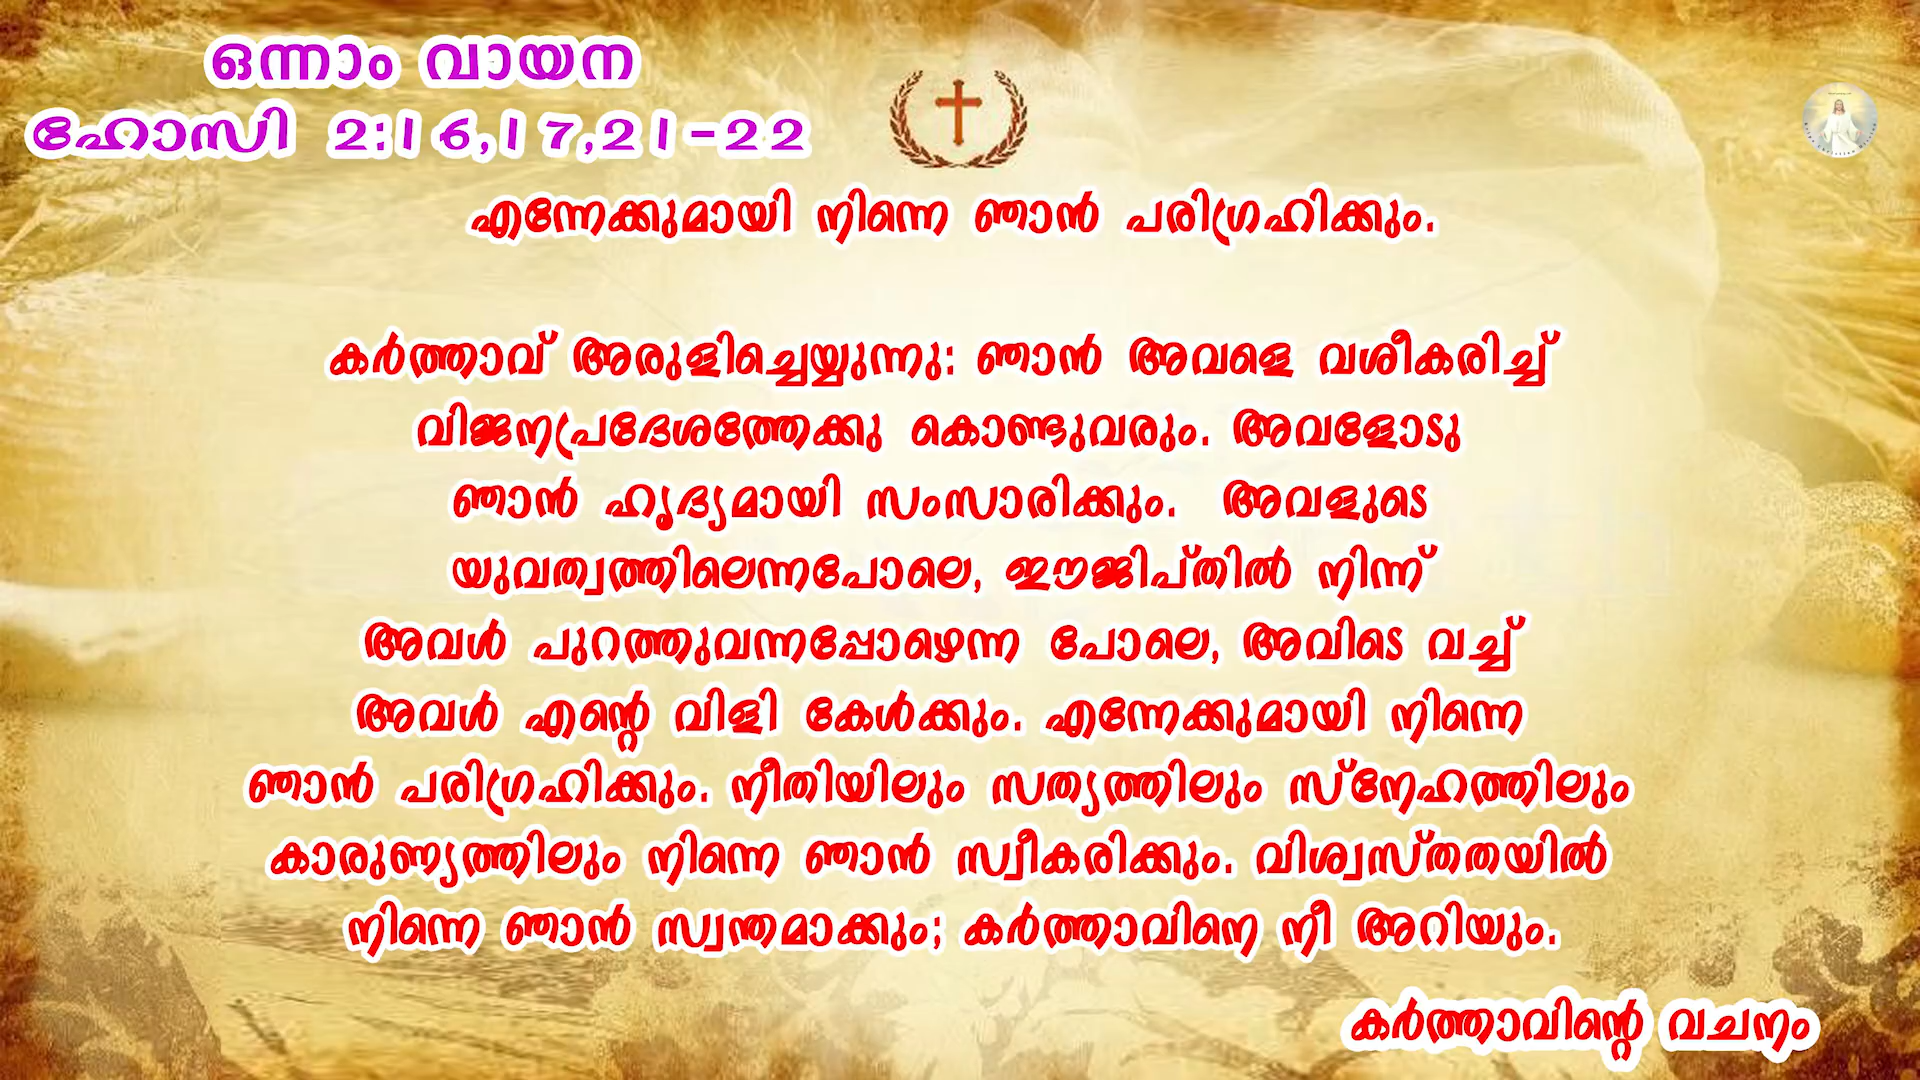 ഒന്നാം വായന
ഹോസി 2:16,17,21-22
എന്നേക്കുമായി നിന്നെ ഞാൻ പരിഗ്രഹിക്കും.
കർത്താവ് അരുളിച്ചെയ്യുന്നു: ഞാൻ അവളെ വശീകരിച്ച്
വിജനപ്രദേശത്തേക്കു കൊണ്ടുവരും. അവളോടു
ഞാൻ ഹൃദ്യമായി സംസാരിക്കും. അവളുടെ
യുവത്വത്തിലെന്നപോലെ, ഈജിപ്തിൽ നിന്ന്
അവൾ പുറത്തുവന്നപ്പോഴെന്ന പോലെ, അവിടെ വച്ച്
അവൾ എന്റെ വിളി കേൾക്കും. എന്നേക്കുമായി നിന്നെ
ഞാൻ പരിഗ്രഹിക്കും. നീതിയിലും സത്യത്തിലും സ്നേഹത്തിലും
കാരുണ്യത്തിലും നിന്നെ ഞാൻ സ്വീകരിക്കും. വിശ്വസ്തതയിൽ
നിന്നെ ഞാൻ സ്വന്തമാക്കും; കർത്താവിനെ നീ അറിയും.
കർത്താവിന്റെ വചനം